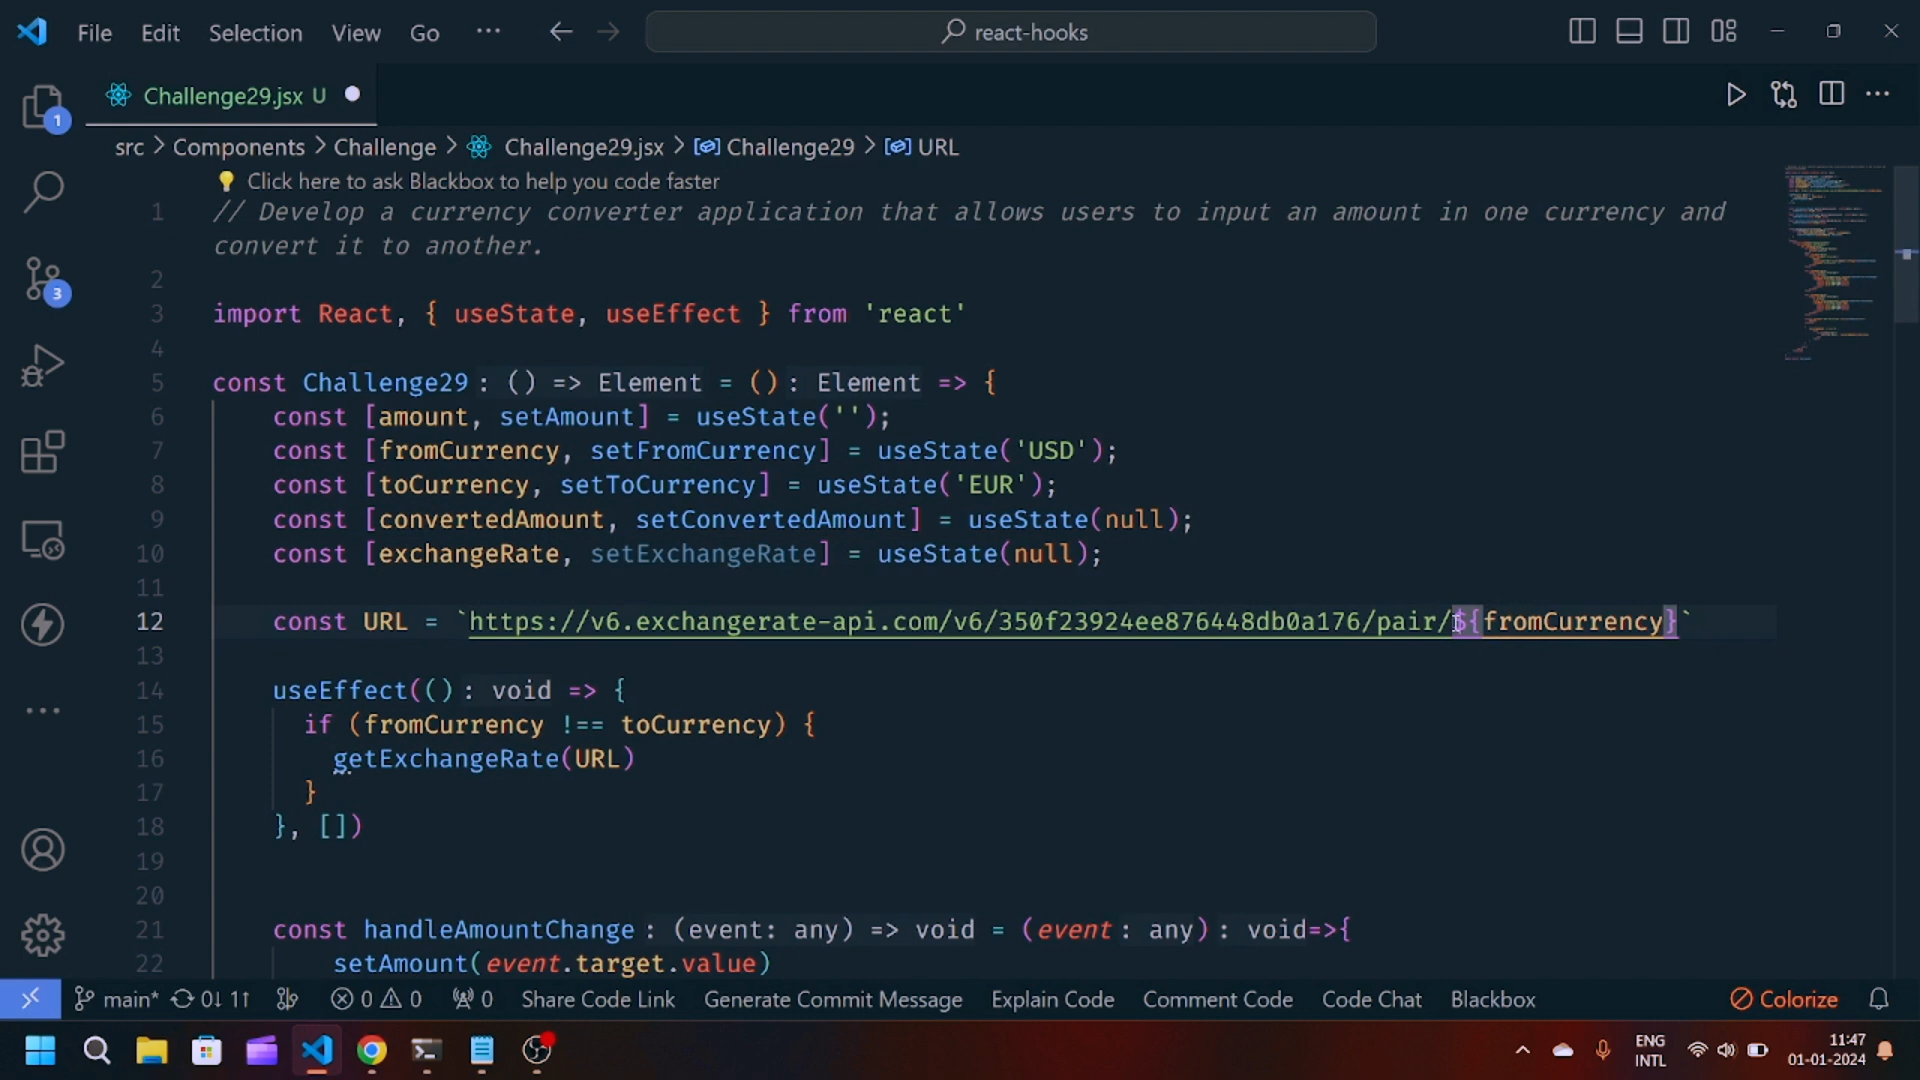 File Edit Selection View Go ··· react-hooks
Challenge29.jsx U
1
src > Components > Challenge > Challenge29.jsx > Challenge29 > URL
Click here to ask Blackbox to help you code faster
1 // Develop a currency converter application that allows users to input an amount in one currency and
convert it to another.
2
3 import React, { useState, useEffect } from 'react'
4
5 const Challenge29: () => Element = (): Element => {
6 const [amount, setAmount] = useState('');
7 const [fromCurrency, setFromCurrency] = useState('USD');
8 const [toCurrency, setToCurrency] = useState('EUR');
9 const [convertedAmount, setConvertedAmount] = useState(null);
10 const [exchangeRate, setExchangeRate] = useState(null);
11
12 const URL = `https://v6.exchangerate-api.com/v6/350f23924ee876448db0a176/pair/${fromCurrency}`
13
14 useEffect((): void => {
15 if (fromCurrency !== toCurrency) {
16 getExchangeRate(URL)
17 }
18 }, [])
19
20
21 const handleAmountChange: (event: any) => void = (event: any): void=>{
22 setAmount(event.target.value)
3
main* 0↓ 1↑ 0 0 0 Share Code Link Generate Commit Message Explain Code Comment Code Code Chat Blackbox Colorize
ENG
INTL
11:47
01-01-2024